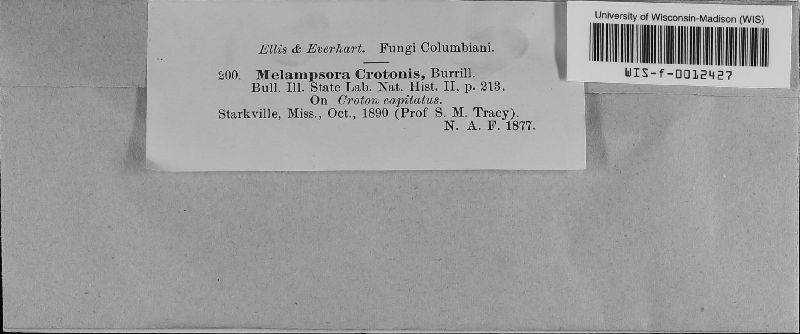 University of Wisconsin-Madison (WIS)
WIS-f-0012427
Ellis & Everhart. Fungi Columbiani.
200. Melampsora Crotonis, Burrill.
Bull. Ill. State Lab. Nat. Hist. II, p. 213.
On Croton capitatus.
Starkville, Miss., Oct., 1890 (Prof S. M. Tracy).
N. A. F. 1877.